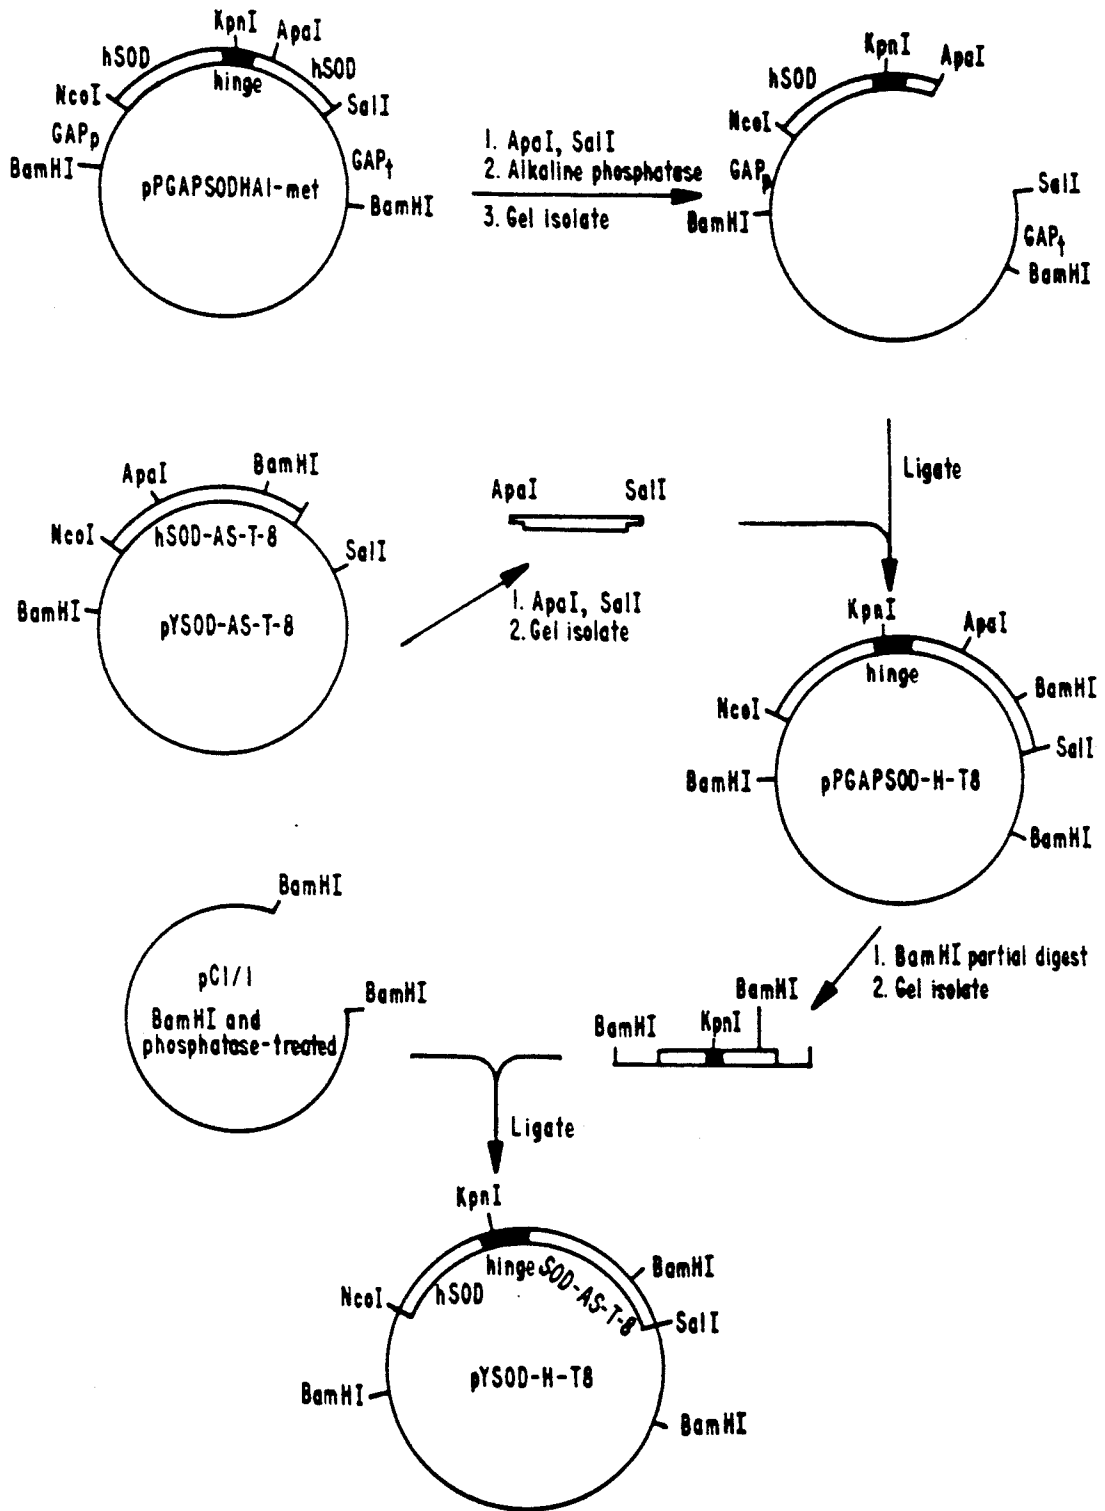 KpnI
ApaI
hSOD
hSOD
hinge
NcoI
SalI
GAPp
GAPt
BamHI
pPGAPSODHA1-met
BamHI
1. ApaI, SalI
2. Alkaline phosphatase
3. Gel isolate
KpnI
ApaI
hSOD
NcoI
GAPp
SalI
BamHI
GAPt
BamHI
Ligate
ApaI
BamHI
NcoI
hSOD-AS-T-8
SalI
BamHI
pYSOD-AS-T-8
ApaI
SalI
1. ApaI, SalI
2. Gel isolate
KpnI
ApaI
hinge
BamHI
NcoI
SalI
BamHI
pPGAPSOD-H-T8
BamHI
1. BamHI partial digest
2. Gel isolate
BamHI
pC1/1
BamHI
BamHI and
phosphatase-treated
BamHI
BamHI
KpnI
Ligate
KpnI
hinge
SOD-AS-T-8
BamHI
NcoI
hSOD
SalI
BamHI
pYSOD-H-T8
BamHI